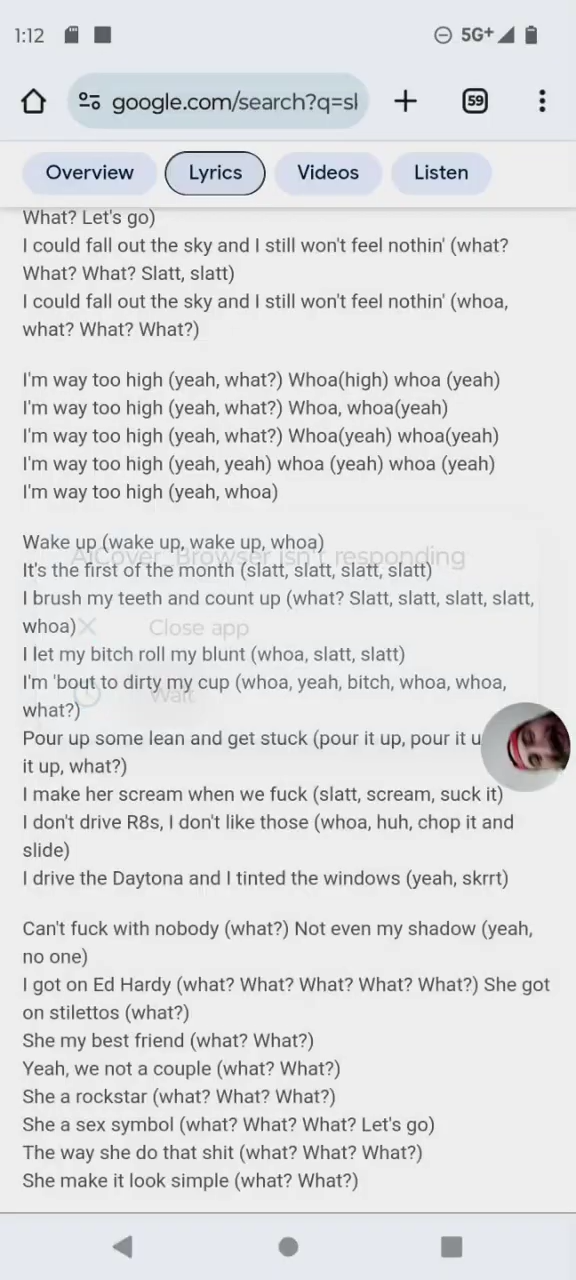 1:12
5G+
google.com/search?q=sl
59
Overview
Lyrics
Videos
Listen
What? Let's go)
I could fall out the sky and I still won't feel nothin' (what?
What? What? Slatt, slatt)
I could fall out the sky and I still won't feel nothin' (whoa,
what? What? What?)
I'm way too high (yeah, what?) Whoa(high) whoa (yeah)
I'm way too high (yeah, what?) Whoa, whoa(yeah)
I'm way too high (yeah, what?) Whoa(yeah) whoa(yeah)
I'm way too high (yeah, yeah) whoa (yeah) whoa (yeah)
I'm way too high (yeah, whoa)
Wake up (wake up, wake up, whoa)
AiCover_Browser isn't responding
It's the first of the month (slatt, slatt, slatt, slatt)
I brush my teeth and count up (what? Slatt, slatt, slatt, slatt,
whoa)
Close app
I let my bitch roll my blunt (whoa, slatt, slatt)
I'm 'bout to dirty my cup (whoa, yeah, bitch, whoa, whoa,
Wait
what?)
Pour up some lean and get stuck (pour it up, pour it u
it up, what?)
I make her scream when we fuck (slatt, scream, suck it)
I don't drive R8s, I don't like those (whoa, huh, chop it and
slide)
I drive the Daytona and I tinted the windows (yeah, skrrt)
Can't fuck with nobody (what?) Not even my shadow (yeah,
no one)
I got on Ed Hardy (what? What? What? What? What?) She got
on stilettos (what?)
She my best friend (what? What?)
Yeah, we not a couple (what? What?)
She a rockstar (what? What? What?)
She a sex symbol (what? What? What? Let's go)
The way she do that shit (what? What? What?)
She make it look simple (what? What?)